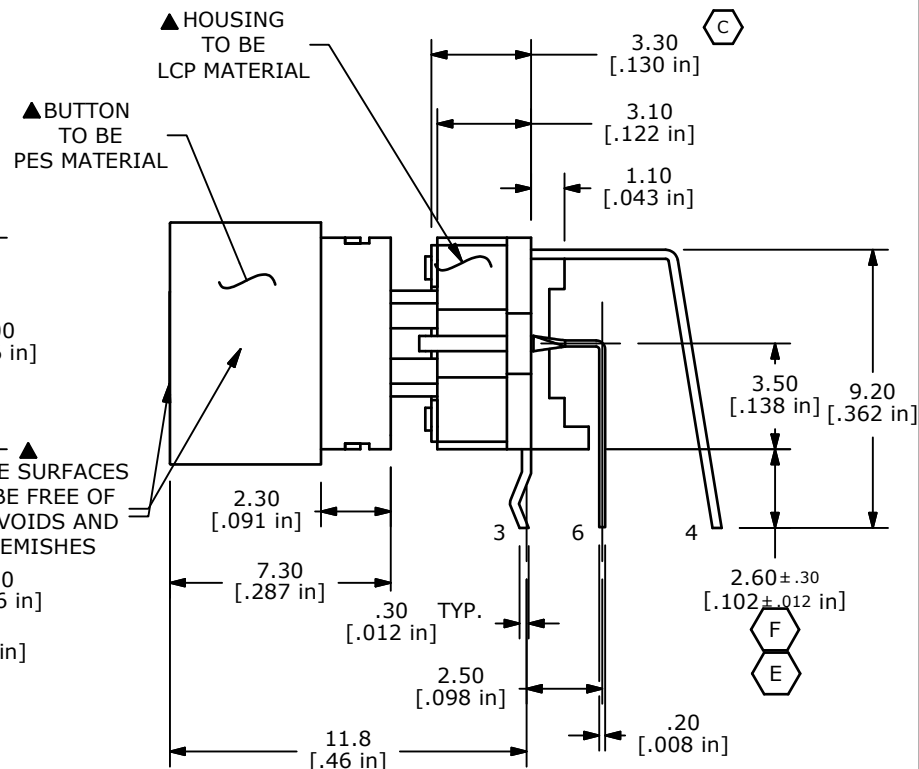 ▲ HOUSING
TO BE
LCP MATERIAL
3.30
[.130 in]
C
3.10
[.122 in]
▲ BUTTON
TO BE
PES MATERIAL
1.10
[.043 in]
in]
3.50
[.138 in]
9.20
[.362 in]
▲
SURFACES
BE FREE OF
VOIDS AND
2.30
[.091 in]
3
6
4
7.30
[.287 in]
.30 TYP.
[.012 in]
2.60±.30
[.102±.012 in]
F
E
in]
in]
2.50
[.098 in]
.20
[.008 in]
11.8
[.46 in]